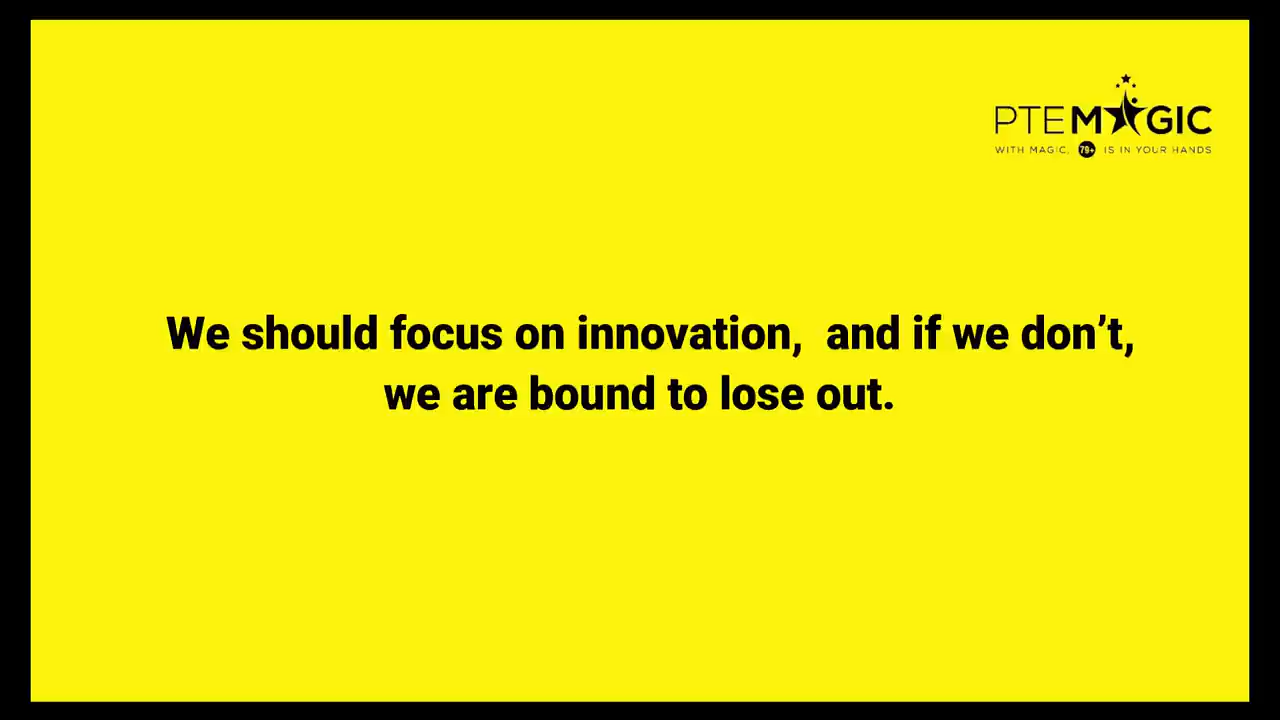 PTEMAGIC
WITH MAGIC, 79+ IS IN YOUR HANDS
We should focus on innovation,  and if we don’t,
we are bound to lose out.